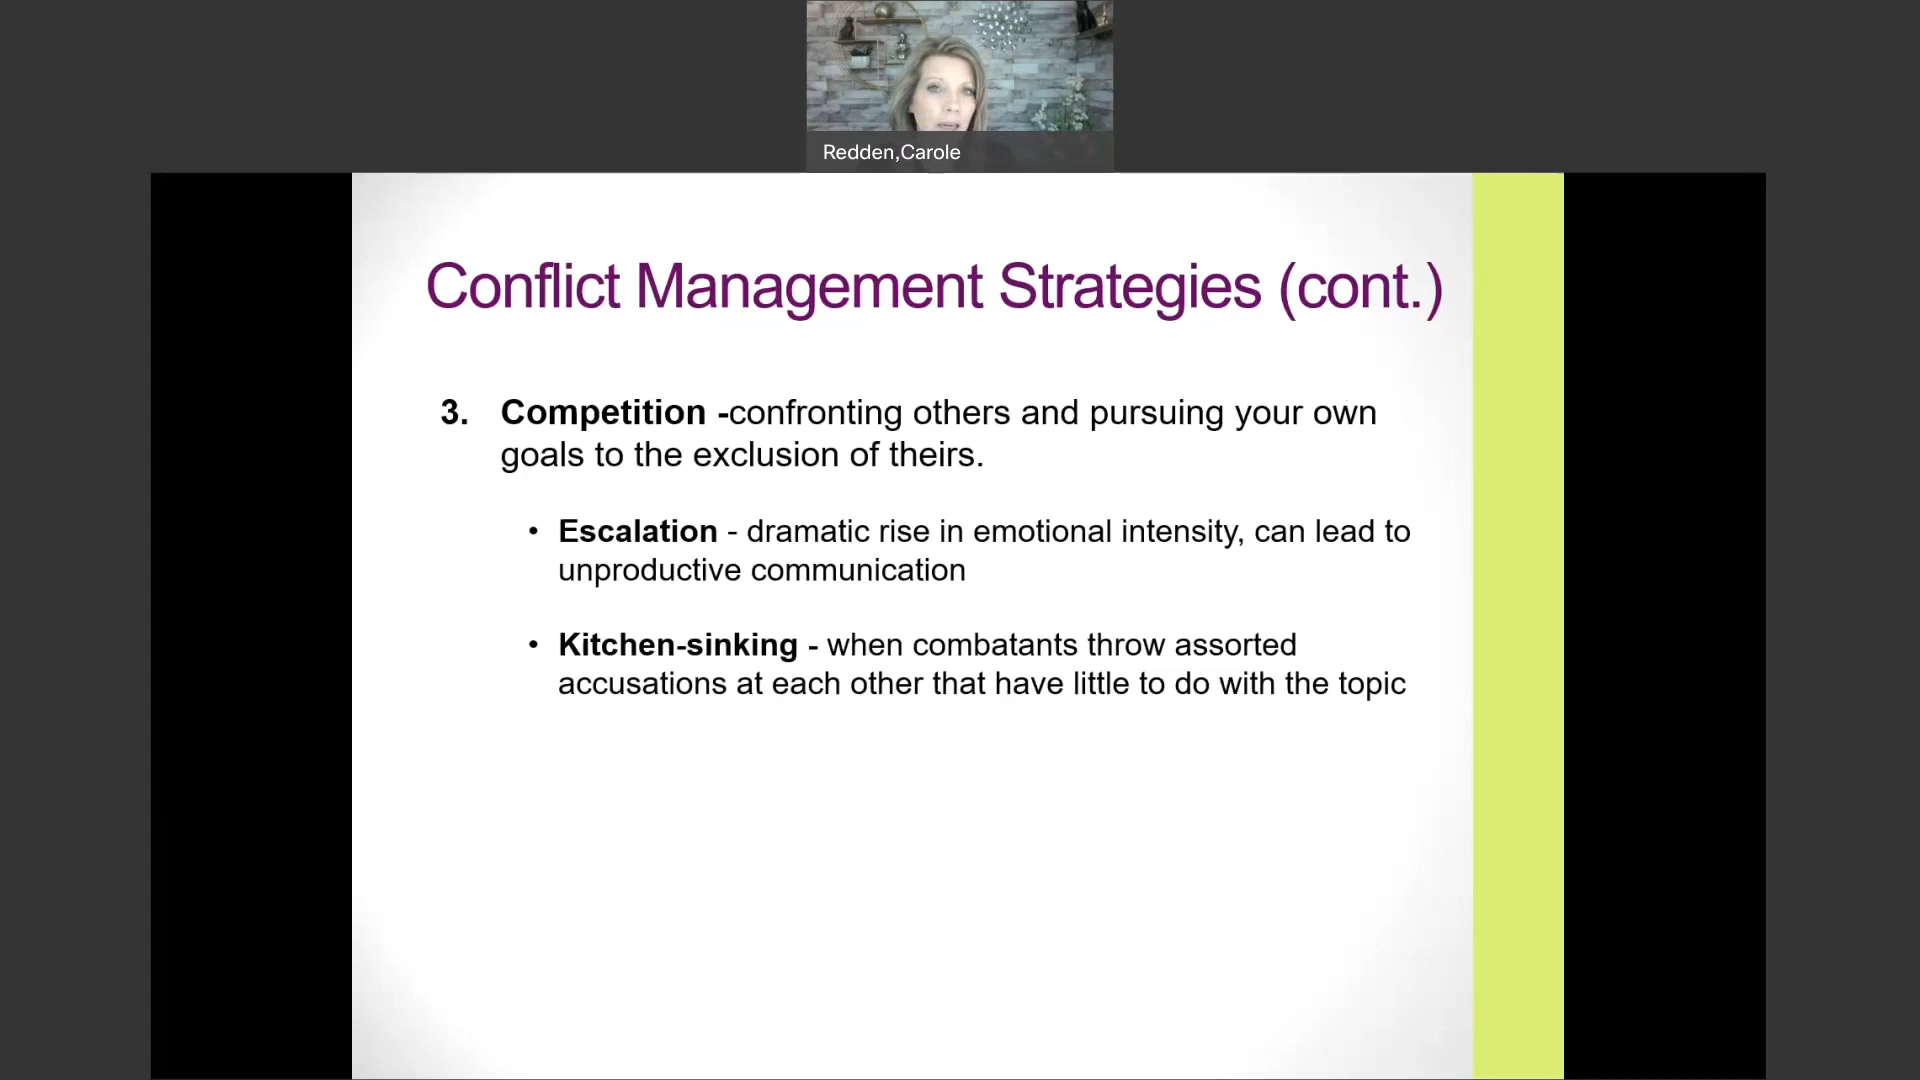 Redden,Carole
Conflict Management Strategies (cont.)
3. Competition -confronting others and pursuing your own
goals to the exclusion of theirs.
• Escalation - dramatic rise in emotional intensity, can lead to
unproductive communication
• Kitchen-sinking - when combatants throw assorted
accusations at each other that have little to do with the topic